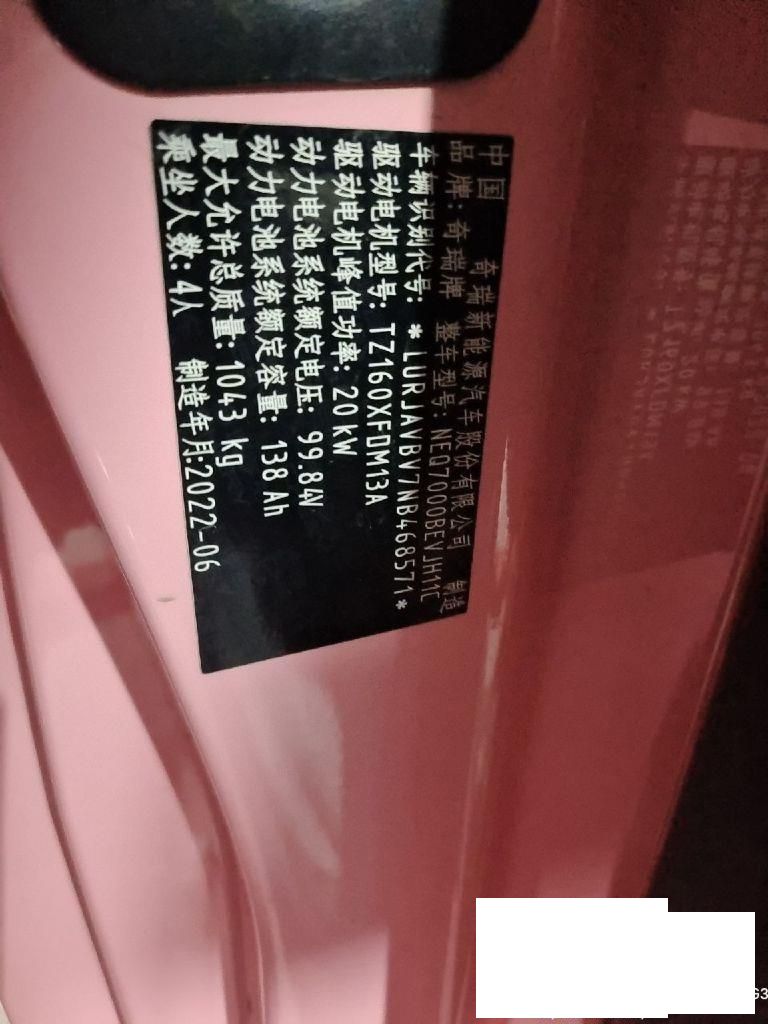 中国 奇瑞新能源汽车股份有限公司 制造
品 牌: 奇瑞牌 整车型号: NEQ7000BEVJH11C
车辆识别代号: *LURJAVBV7NB468571*
驱动电机型号: TZ160XFDM13A
驱动电机峰值功率: 20 kW
动力电池系统额定电压: 99.84V
动力电池系统额定容量: 138 Ah
最大允许总质量: 1043 kg
乘坐人数: 4人 制造年月:2022-06